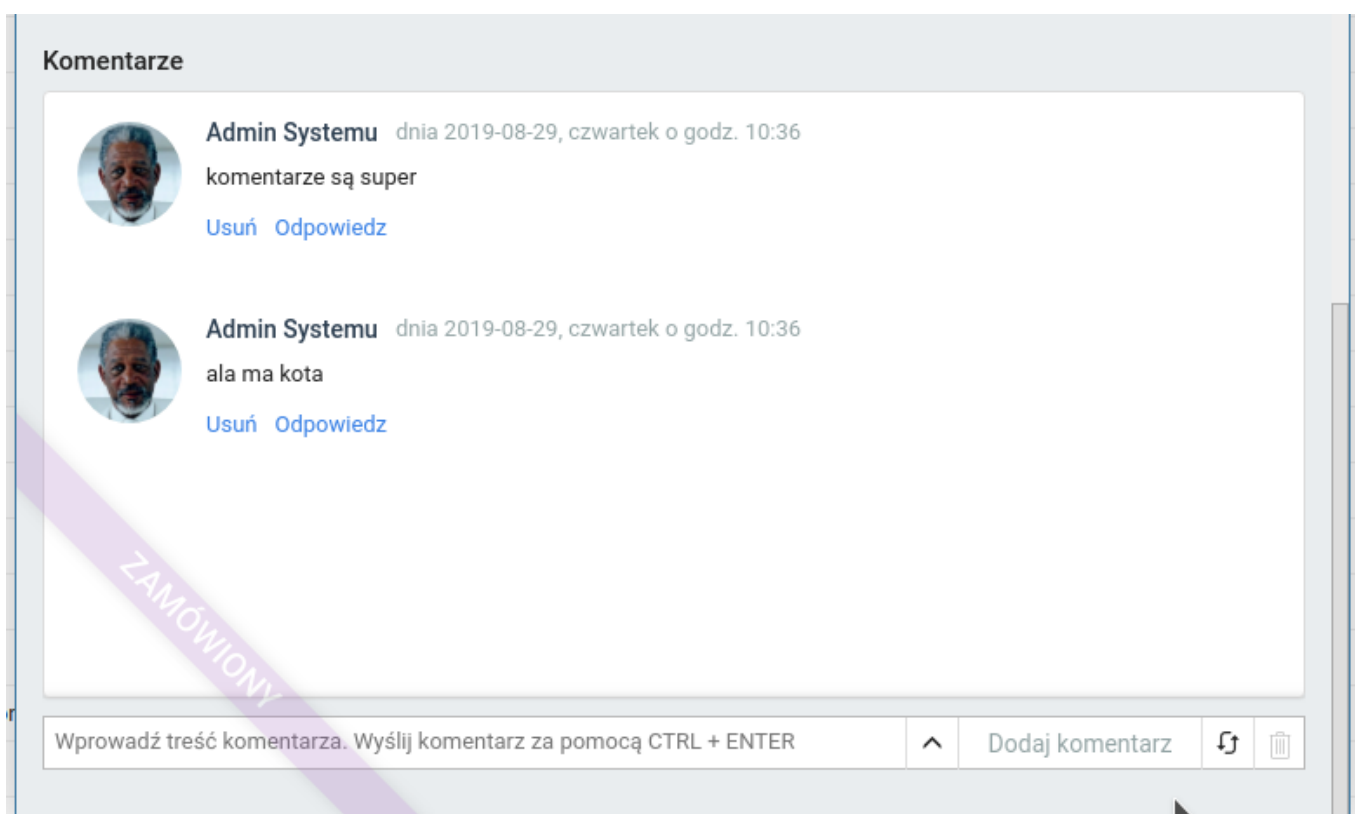 Komentarze
Admin Systemu dnia 2019-08-29, czwartek o godz. 10:36
komentarze są super
Usuń Odpowiedz
Admin Systemu dnia 2019-08-29, czwartek o godz. 10:36
ala ma kota
Usuń Odpowiedz
ZAMÓWIONY
Wprowadź treść komentarza. Wyślij komentarz za pomocą CTRL + ENTER Dodaj komentarz